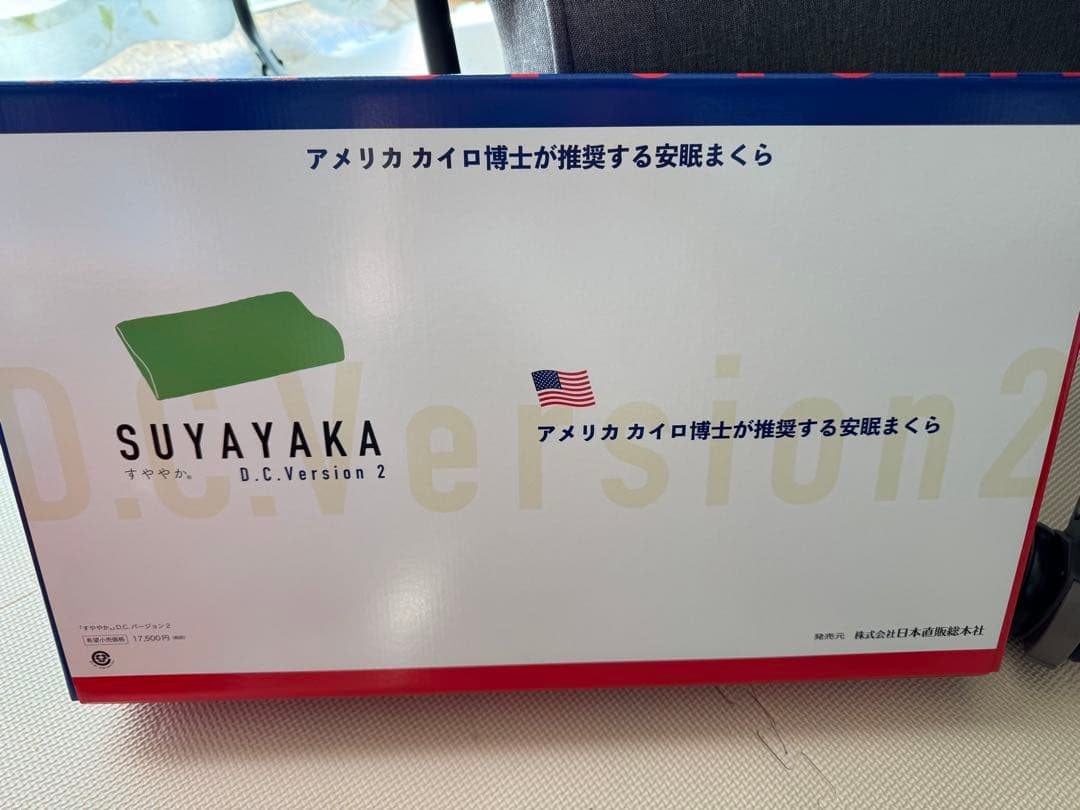 アメリカ カイロ博士が推奨する安眠まくら
D.C.Version 2
SUYAYAKA
すややか。 D.C.Version 2
アメリカ カイロ博士が推奨する安眠まくら
「すややか。」D.C.バージョン2
希望小売価格 17,500円
発売元 株式会社日本直販総本社